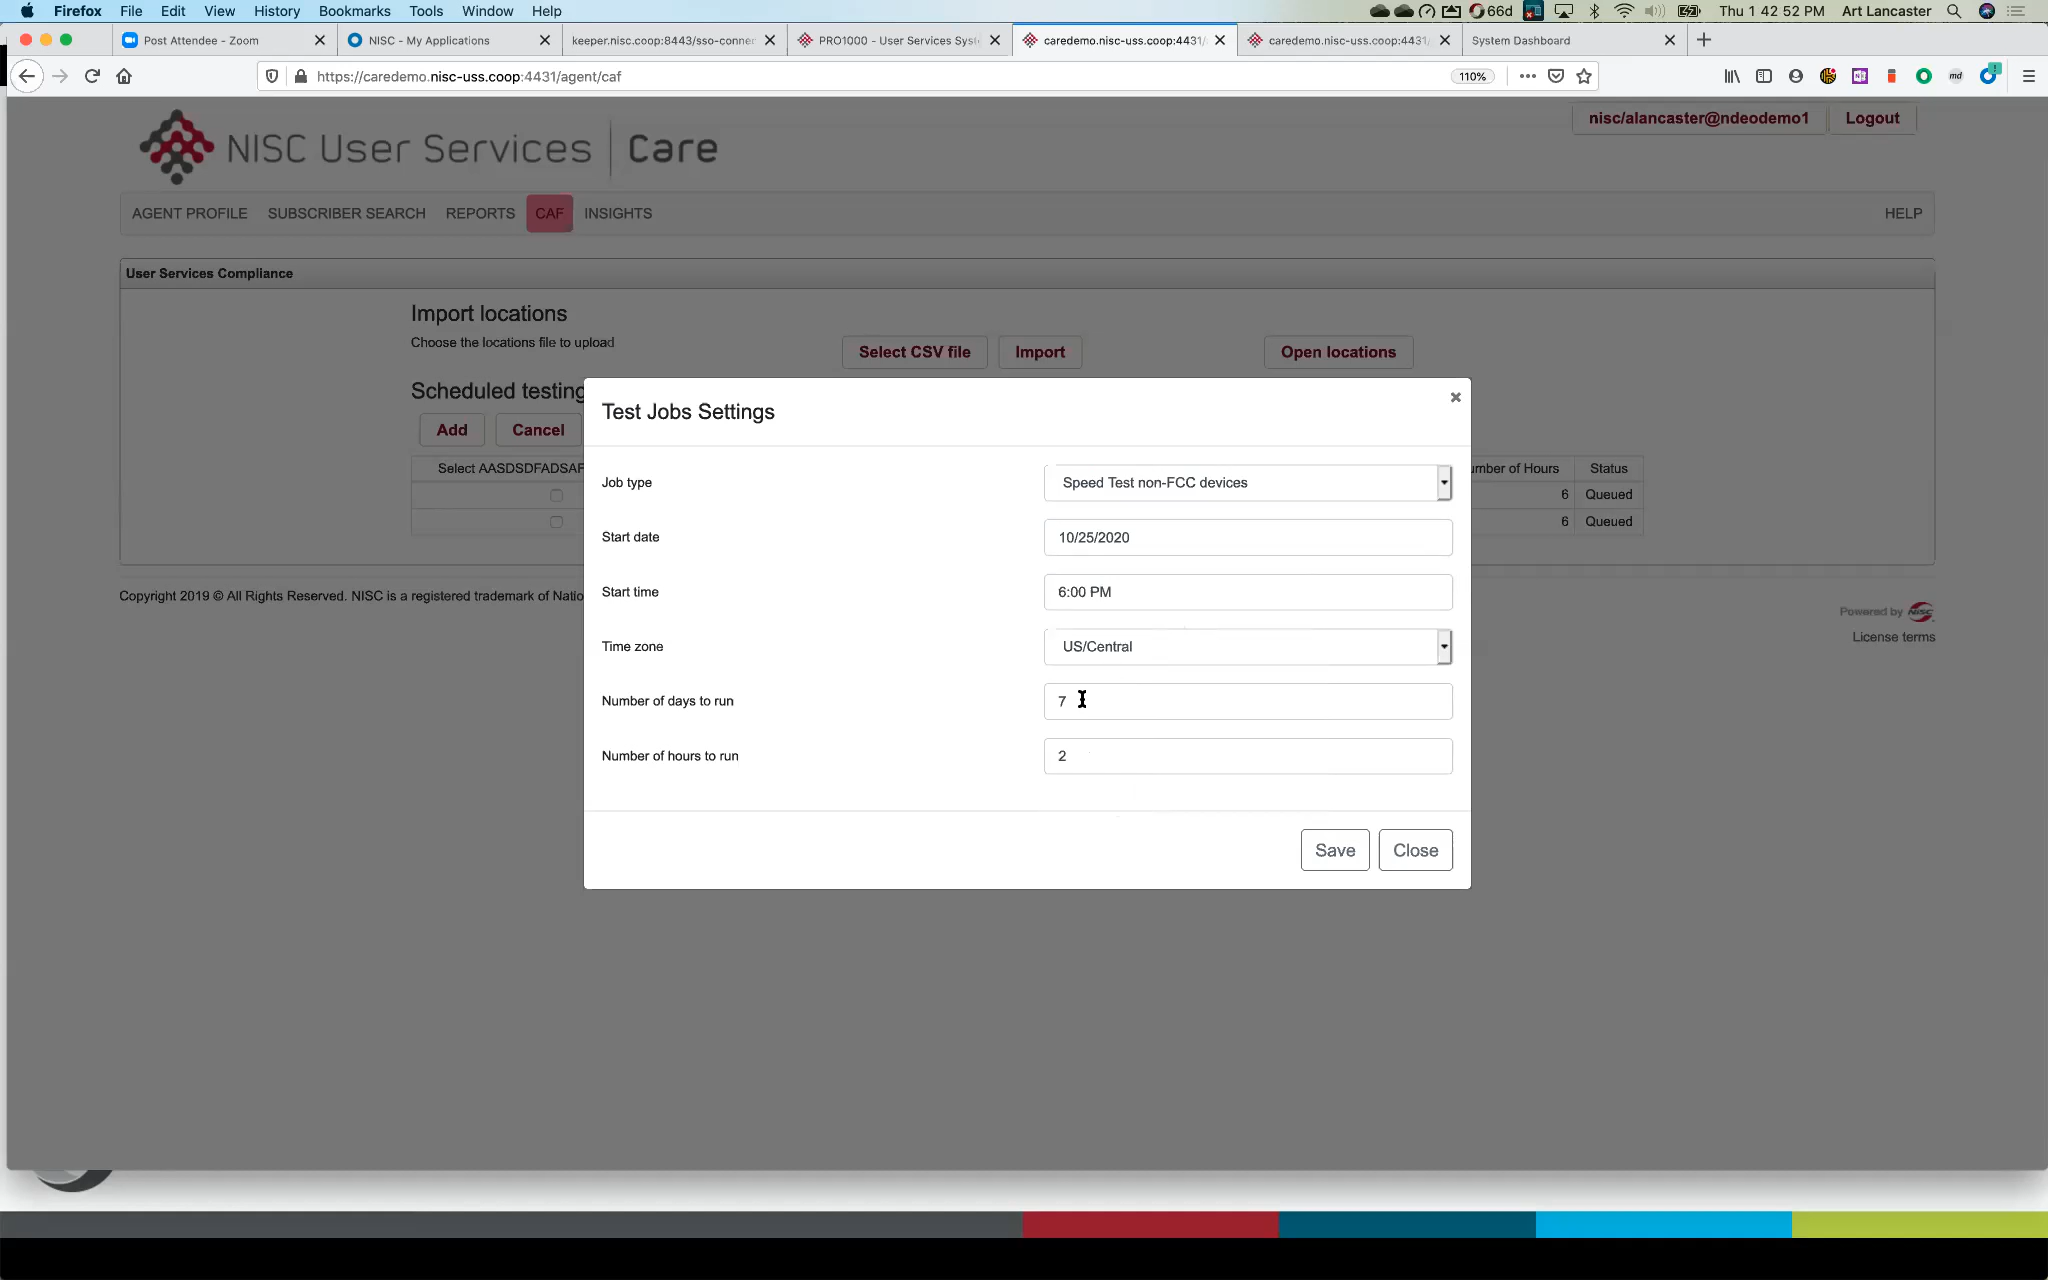 Firefox File Edit View History Bookmarks Tools Window Help 66d Thu 1 42 52 PM Art Lancaster
Post Attendee - Zoom NISC - My Applications keeper.nisc.coop:8443/sso-connec PRO1000 - User Services Syst caredemo.nisc-uss.coop:4431/ caredemo.nisc-uss.coop:4431/ System Dashboard
https://caredemo.nisc-uss.coop:4431/agent/caf 110% md
nisc/alancaster@ndeodemo1 Logout
NISC User Services Care
AGENT PROFILE SUBSCRIBER SEARCH REPORTS CAF INSIGHTS HELP
User Services Compliance
Import locations
Choose the locations file to upload
Select CSV file Import Open locations
Scheduled testing
Add Cancel
Select AASDSDFADSAF umber of Hours Status
6 Queued
6 Queued
Test Jobs Settings
Job type Speed Test non-FCC devices
Start date 10/25/2020
Start time 6:00 PM
Time zone US/Central
Number of days to run 7
Number of hours to run 2
Save Close
Copyright 2019 © All Rights Reserved. NISC is a registered trademark of Natio
Powered by NISC
License terms